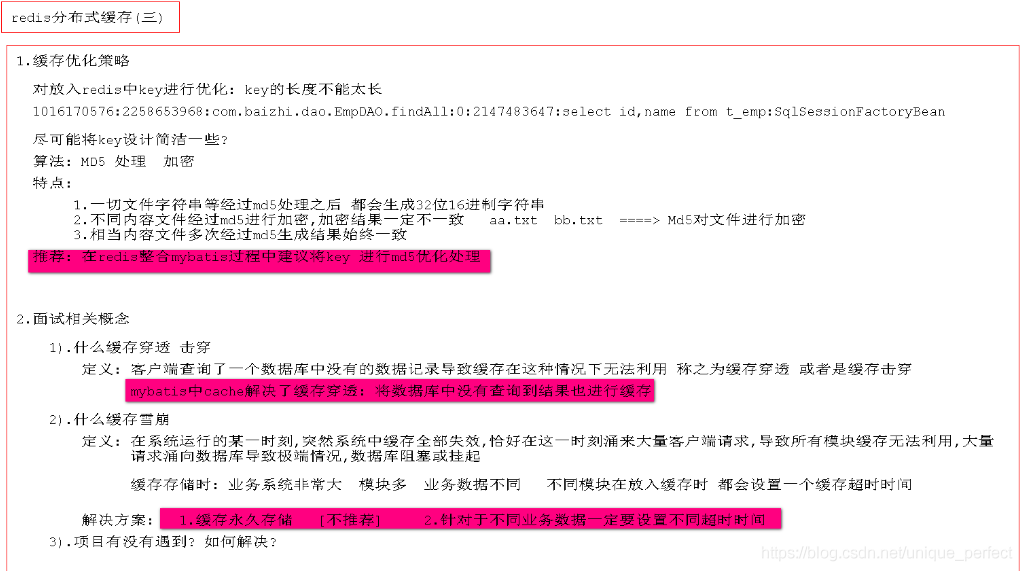 redis分布式缓存(三)
1.缓存优化策略
对放入redis中key进行优化: key的长度不能太长
1016170576:2258653968:com.baizhi.dao.EmpDAO.findAll:0:2147483647:select id,name from t_emp:SqlSessionFactoryBean
尽可能将key设计简洁一些?
算法: MD5 处理 加密
特点:
1.一切文件字符串等经过md5处理之后 都会生成32位16进制字符串
2.不同内容文件经过md5进行加密,加密结果一定不一致 aa.txt bb.txt ====> Md5对文件进行加密
3.相当内容文件多次经过md5生成结果始终一致
推荐: 在redis整合mybatis过程中建议将key 进行md5优化处理
2.面试相关概念
1).什么缓存穿透 击穿
定义: 客户端查询了一个数据库中没有的数据记录导致缓存在这种情况下无法利用 称之为缓存穿透 或者是缓存击穿
mybatis中cache解决了缓存穿透: 将数据库中没有查询到结果也进行缓存
2).什么缓存雪崩
定义: 在系统运行的某一时刻,突然系统中缓存全部失效,恰好在这一时刻涌来大量客户端请求,导致所有模块缓存无法利用,大量
请求涌向数据库导致极端情况,数据库阻塞或挂起
缓存存储时: 业务系统非常大 模块多 业务数据不同 不同模块在放入缓存时 都会设置一个缓存超时时间
解决方案: 1.缓存永久存储 [不推荐] 2.针对于不同业务数据一定要设置不同超时时间
3).项目有没有遇到? 如何解决?
https://blog.csdn.net/unique_perfect